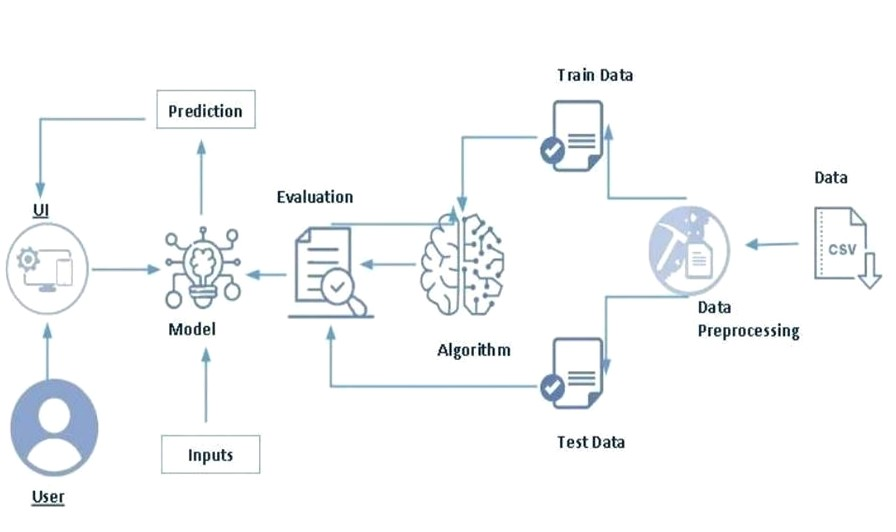 Train Data
Prediction
Data
Evaluation
UI
CSV
Model
Data
Preprocessing
Algorithm
Inputs
Test Data
User